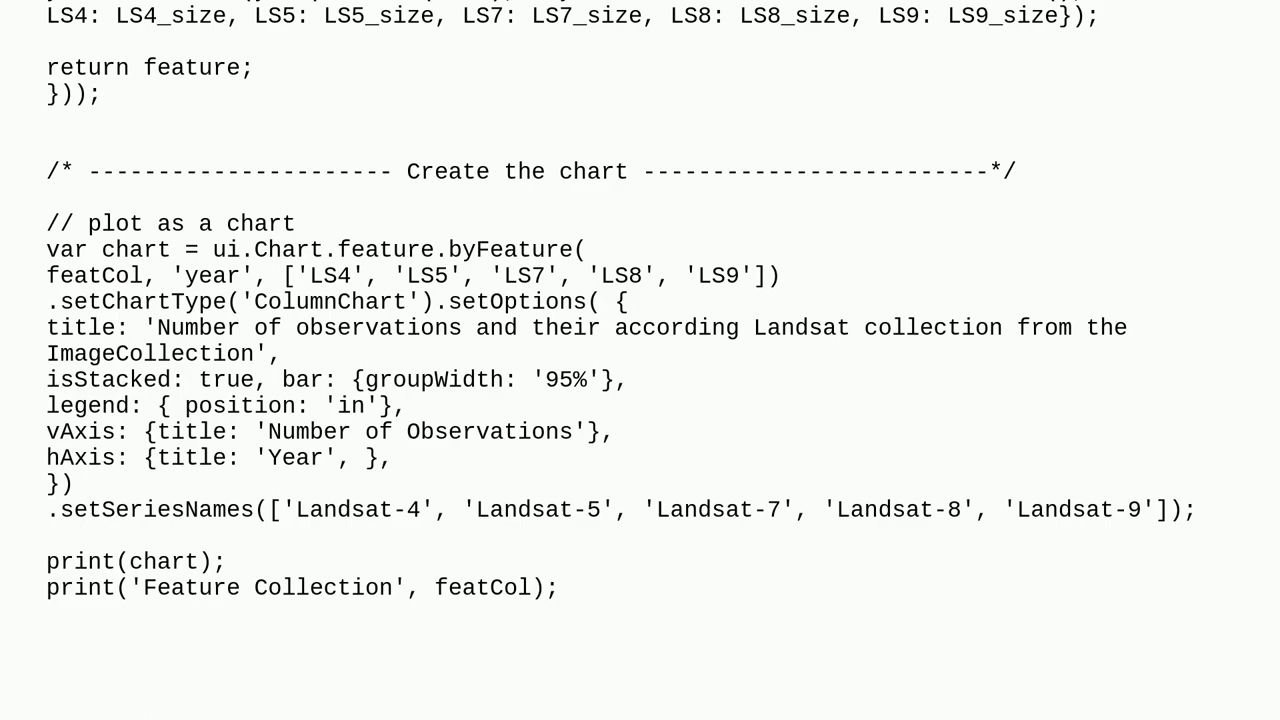 LS4: LS4_size, LS5: LS5_size, LS7: LS7_size, LS8: LS8_size, LS9: LS9_size});
return feature;
}));
/* ---------------------- Create the chart -------------------------*/
// plot as a chart
var chart = ui.Chart.feature.byFeature(
featCol, 'year', ['LS4', 'LS5', 'LS7', 'LS8', 'LS9'])
.setChartType('ColumnChart').setOptions( {
title: 'Number of observations and their according Landsat collection from the
ImageCollection',
isStacked: true, bar: {groupWidth: '95%'},
legend: { position: 'in'},
vAxis: {title: 'Number of Observations'},
hAxis: {title: 'Year', },
})
.setSeriesNames(['Landsat-4', 'Landsat-5', 'Landsat-7', 'Landsat-8', 'Landsat-9']);
print(chart);
print('Feature Collection', featCol);